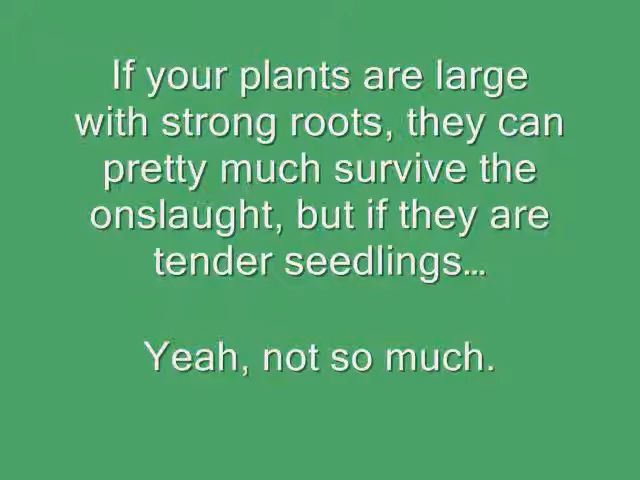 If your plants are large
with strong roots, they can
pretty much survive the
onslaught, but if they are
tender seedlings…
Yeah, not so much.